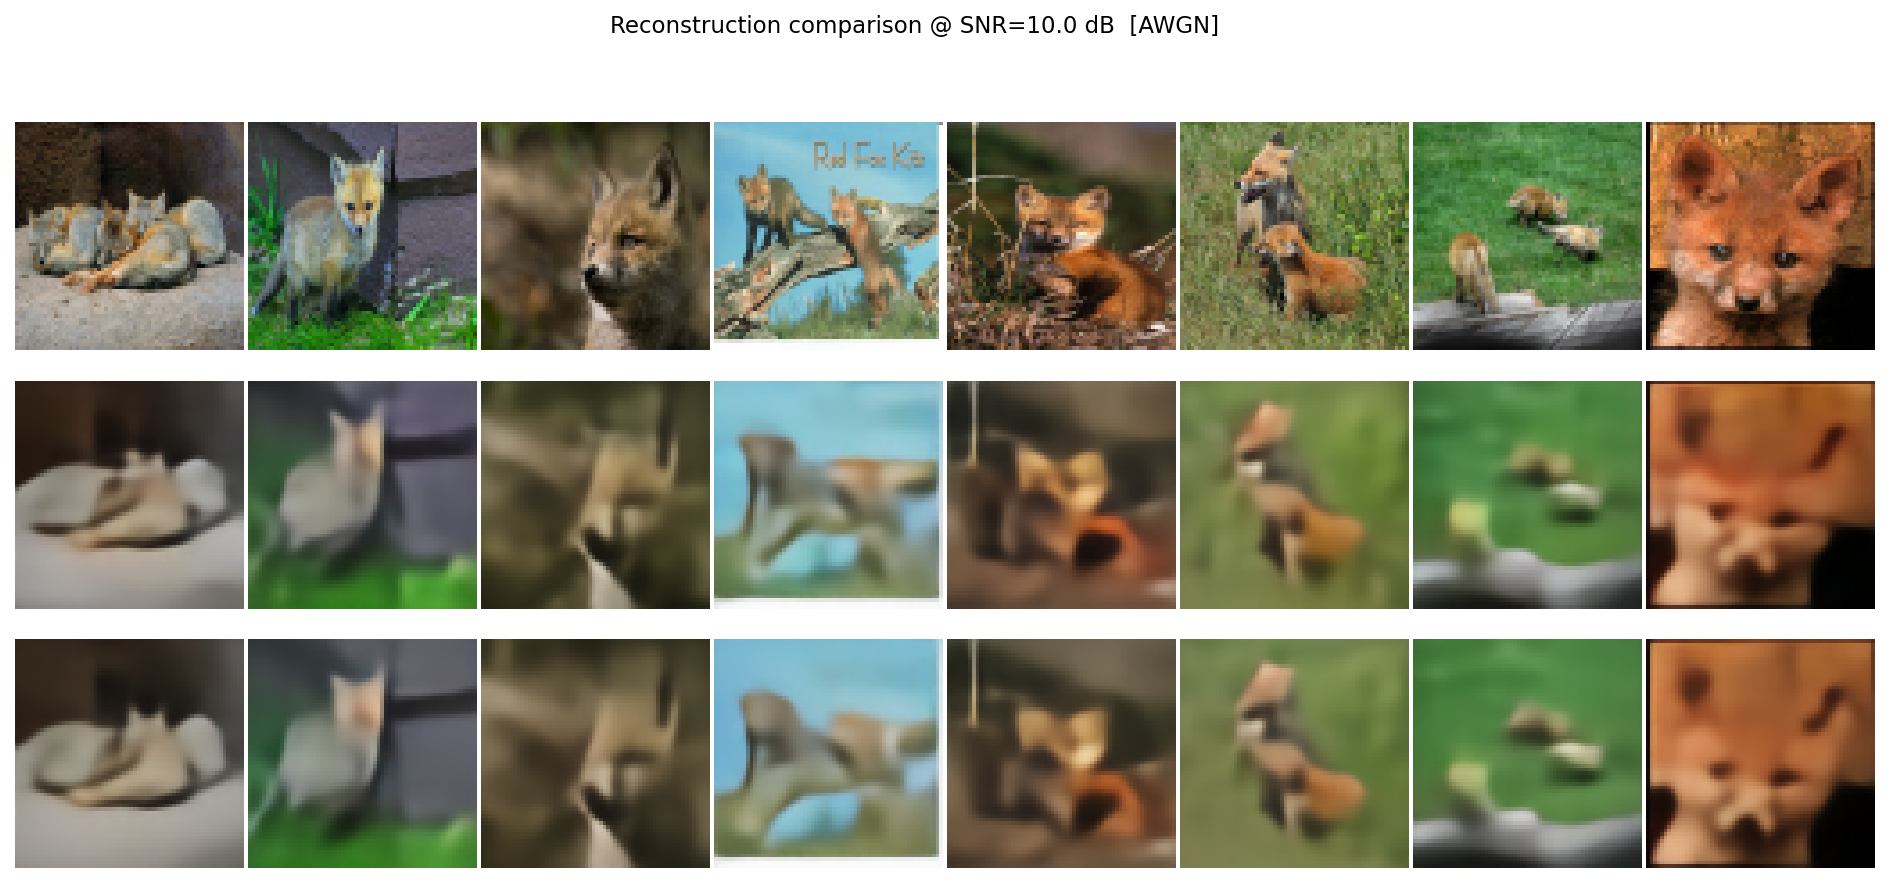 Reconstruction comparison @ SNR=10.0 dB  [AWGN]
Red Fox Kits